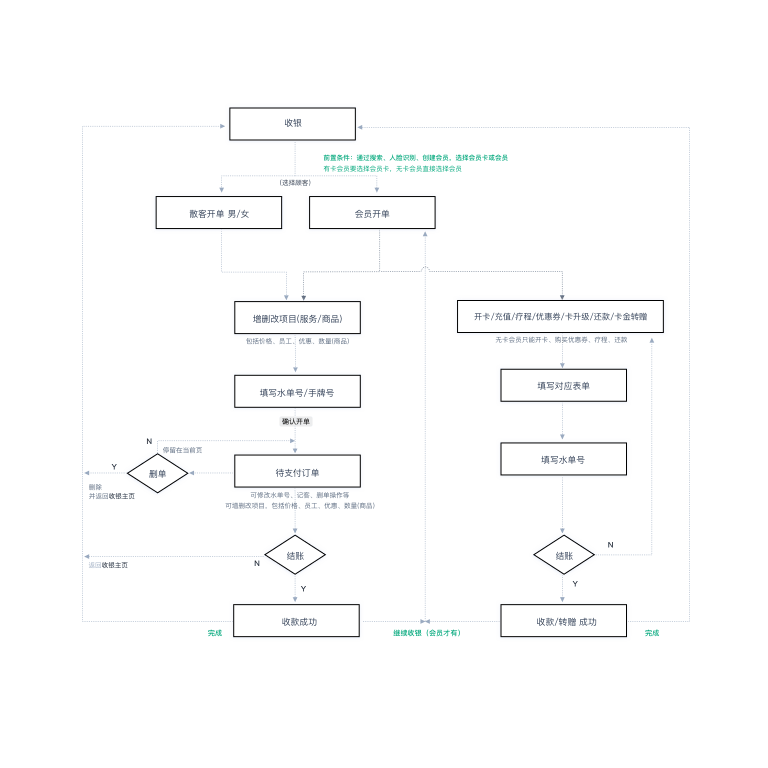 收银
前置条件：通过搜索、人脸识别、创建会员，选择会员卡或会员
有卡会员要选择会员卡，无卡会员直接选择会员
(选择顾客)
散客开单 男/女
会员开单
增删改项目(服务/商品)
开卡/充值/疗程/优惠券/卡升级/还款/卡金转赠
包括价格、员工、优惠、数量(商品)
无卡会员只能开卡、购买优惠券、疗程、还款
填写水单号/手牌号
填写对应表单
确认开单
N
停留在当前页
Y
删单
待支付订单
填写水单号
删除
并返回收银主页
可修改水单号、记客、删单操作等
可增删改项目，包括价格、员工、优惠、数量(商品)
结账
N
结账
N
返回收银主页
Y
Y
收款成功
收款/转赠 成功
完成
继续收银（会员才有）
完成